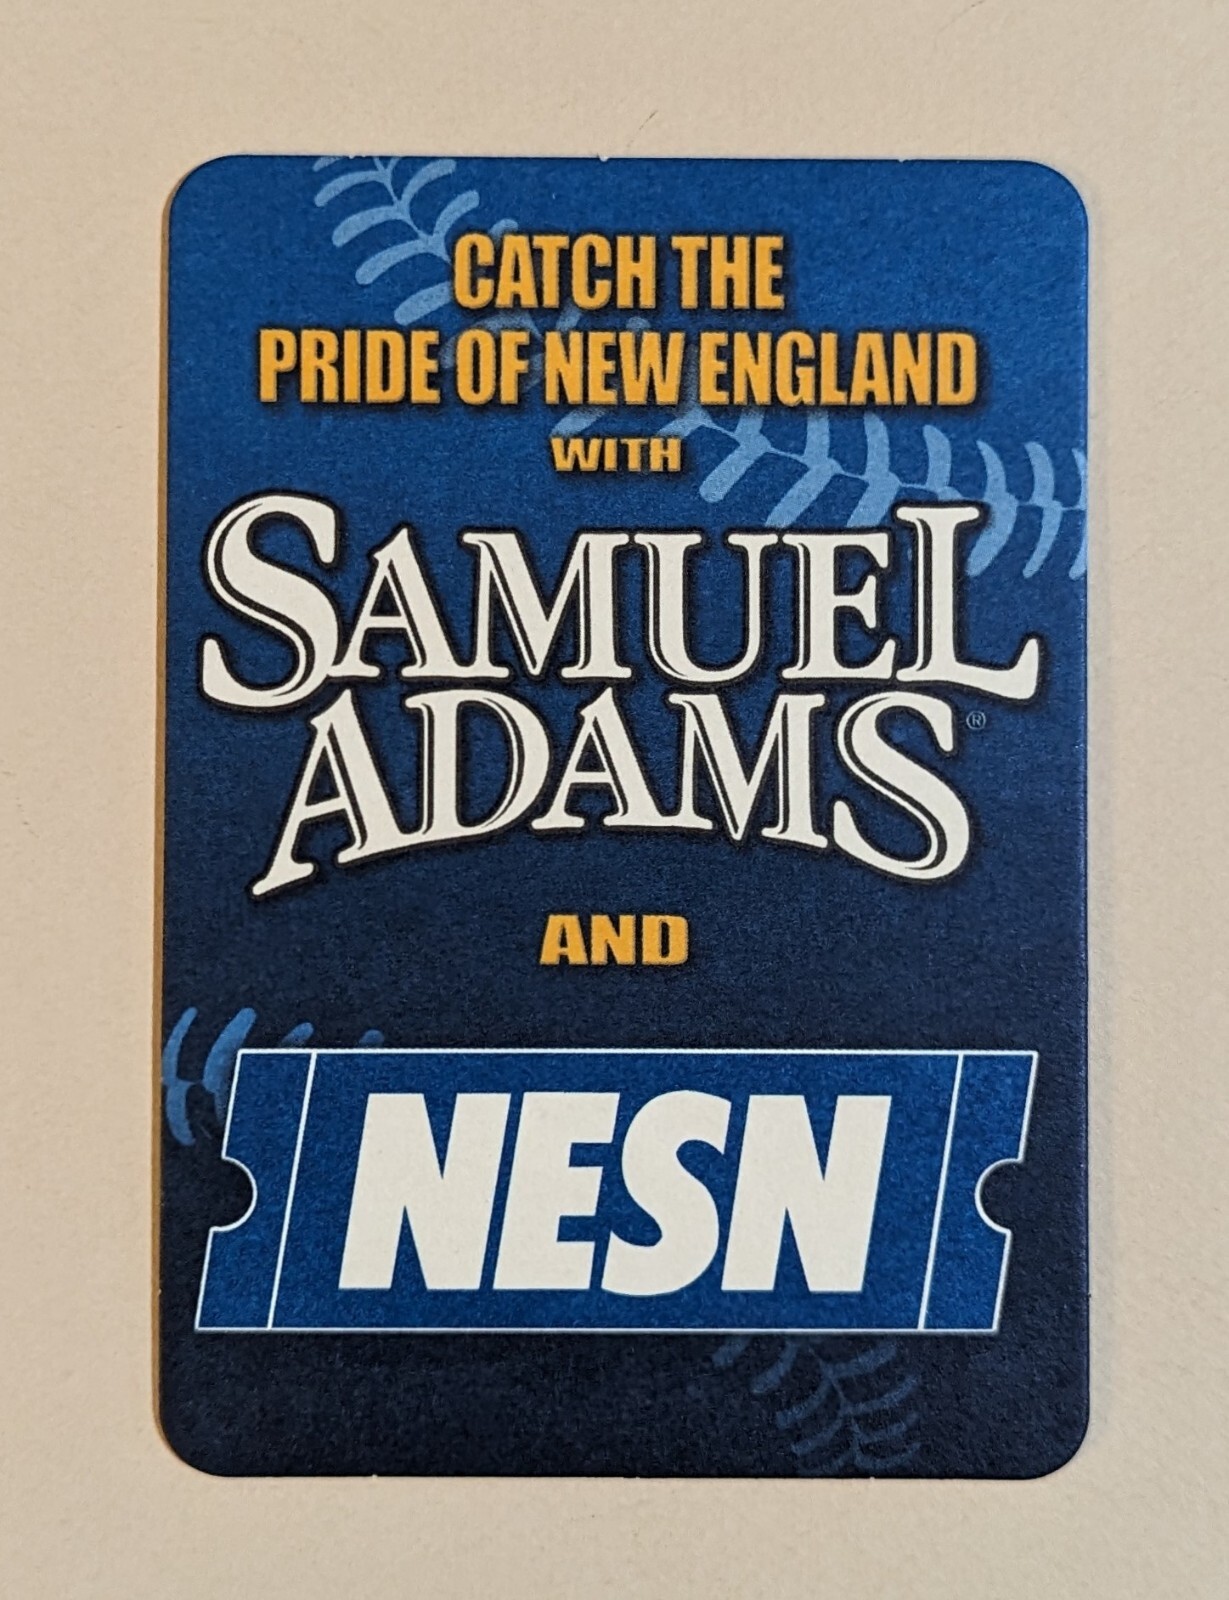 CATCH THE
PRIDE OF NEW ENGLAND
WITH
SAMUEL
ADAMS®
AND
NESN